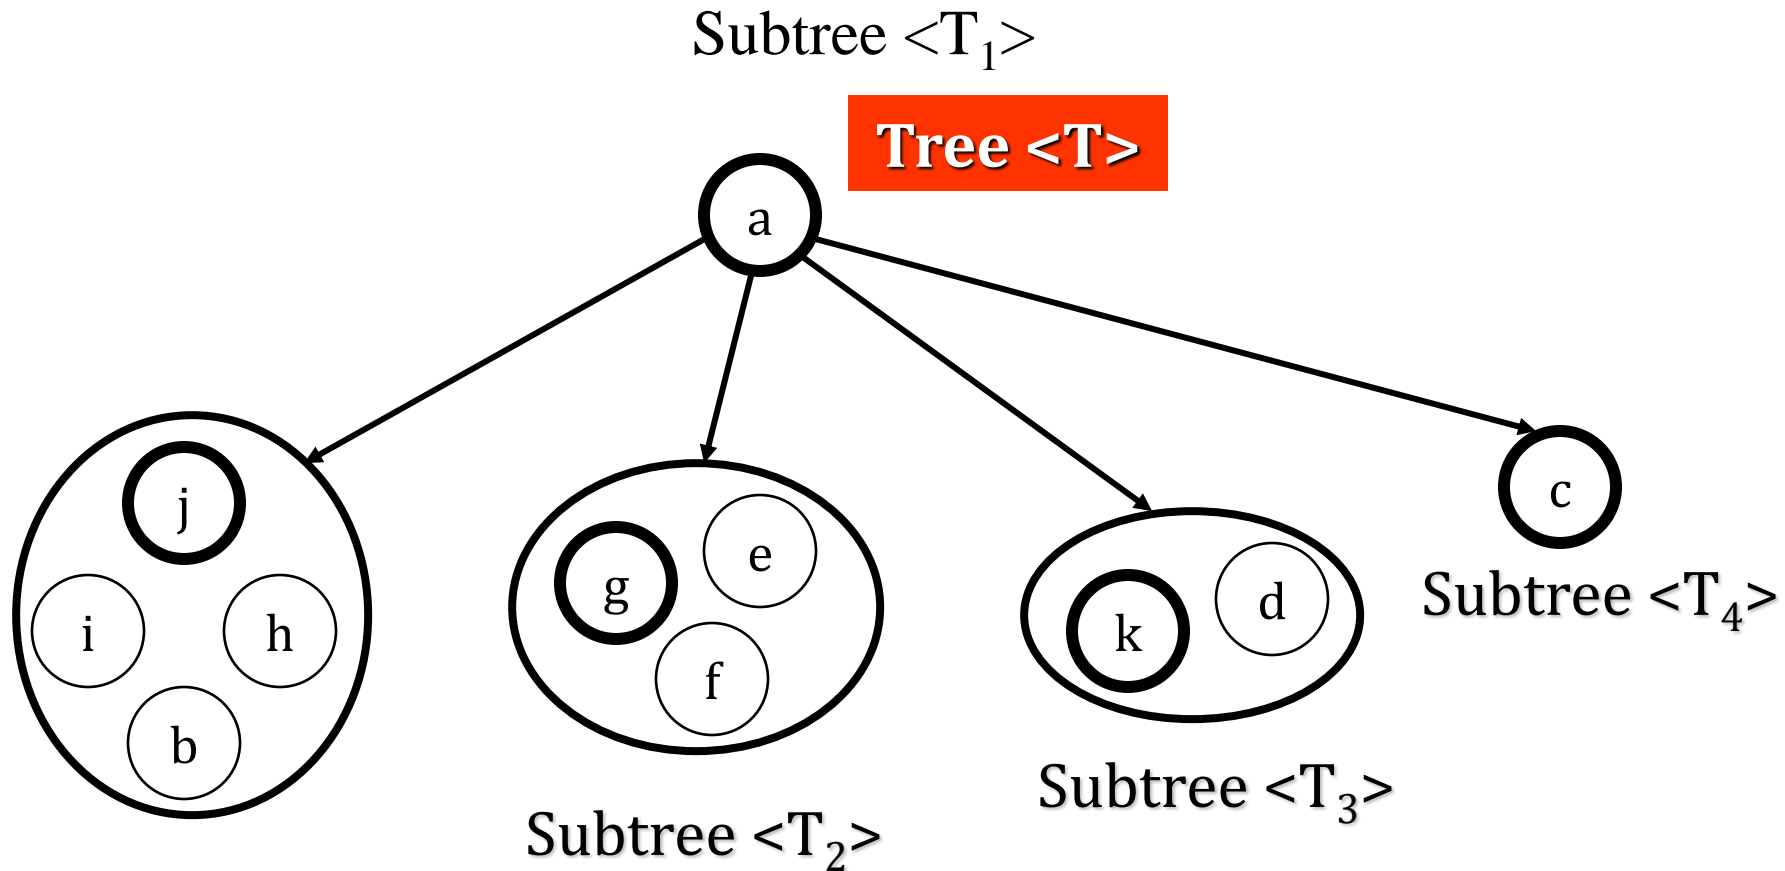 Subtree <T1>
Tree <T>
a
j
i
h
b
g
e
f
k
d
c
Subtree <T4>
Subtree <T3>
Subtree <T2>